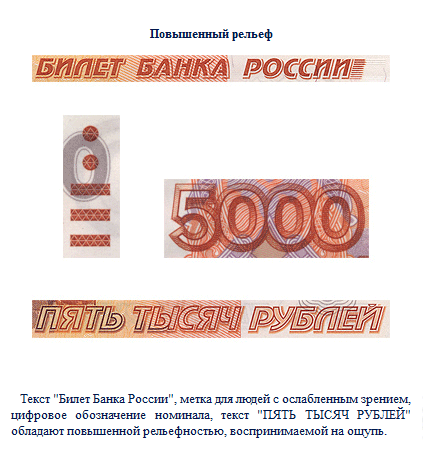 Повышенный рельеф
БИЛЕТ БАНКА РОССИИ
5000
ПЯТЬ ТЫСЯЧ РУБЛЕЙ
Текст "Билет Банка России", метка для людей с ослабленным зрением,
цифровое обозначение номинала, текст "ПЯТЬ ТЫСЯЧ РУБЛЕЙ"
обладают повышенной рельефностью, воспринимаемой на ощупь.